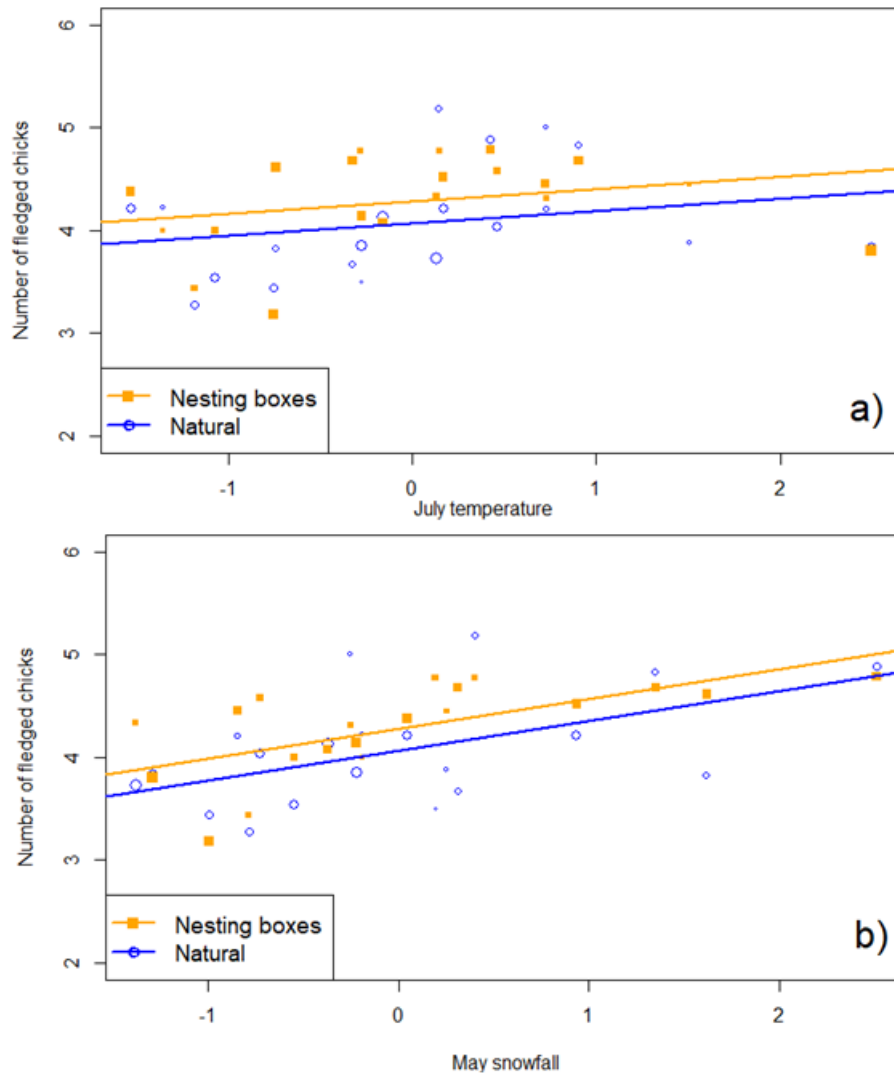 6
5
4
3
2
Number of fledged chicks
Nesting boxes
Natural
a)
-1 0 1 2
July temperature
6
5
4
3
2
Number of fledged chicks
Nesting boxes
Natural
b)
-1 0 1 2
May snowfall